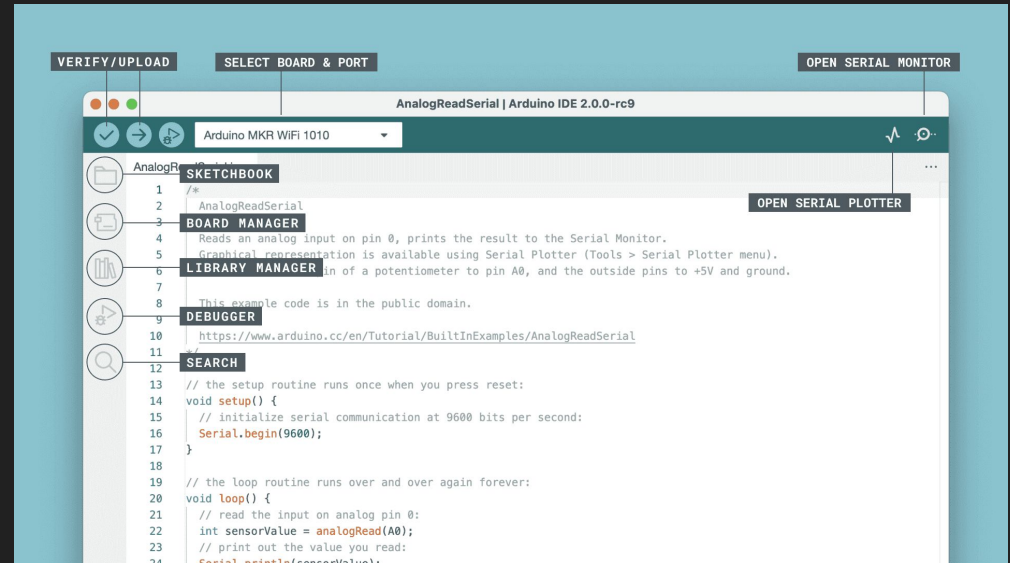 VERIFY/UPLOAD
SELECT BOARD & PORT
OPEN SERIAL MONITOR
AnalogReadSerial | Arduino IDE 2.0.0-rc9
Arduino MKR WiFi 1010
OPEN SERIAL PLOTTER
SKETCHBOOK
BOARD MANAGER
LIBRARY MANAGER
DEBUGGER
SEARCH
1 /*
2 AnalogReadSerial
3
4 Reads an analog input on pin 0, prints the result to the Serial Monitor.
5 Graphical representation is available using Serial Plotter (Tools > Serial Plotter menu).
6 of a potentiometer to pin A0, and the outside pins to +5V and ground.
7
8 This example code is in the public domain.
9
10 https://www.arduino.cc/en/Tutorial/BuiltInExamples/AnalogReadSerial
11 */
12
13 // the setup routine runs once when you press reset:
14 void setup() {
15 // initialize serial communication at 9600 bits per second:
16 Serial.begin(9600);
17 }
18
19 // the loop routine runs over and over again forever:
20 void loop() {
21 // read the input on analog pin 0:
22 int sensorValue = analogRead(A0);
23 // print out the value you read:
24 Serial.println(sensorValue);